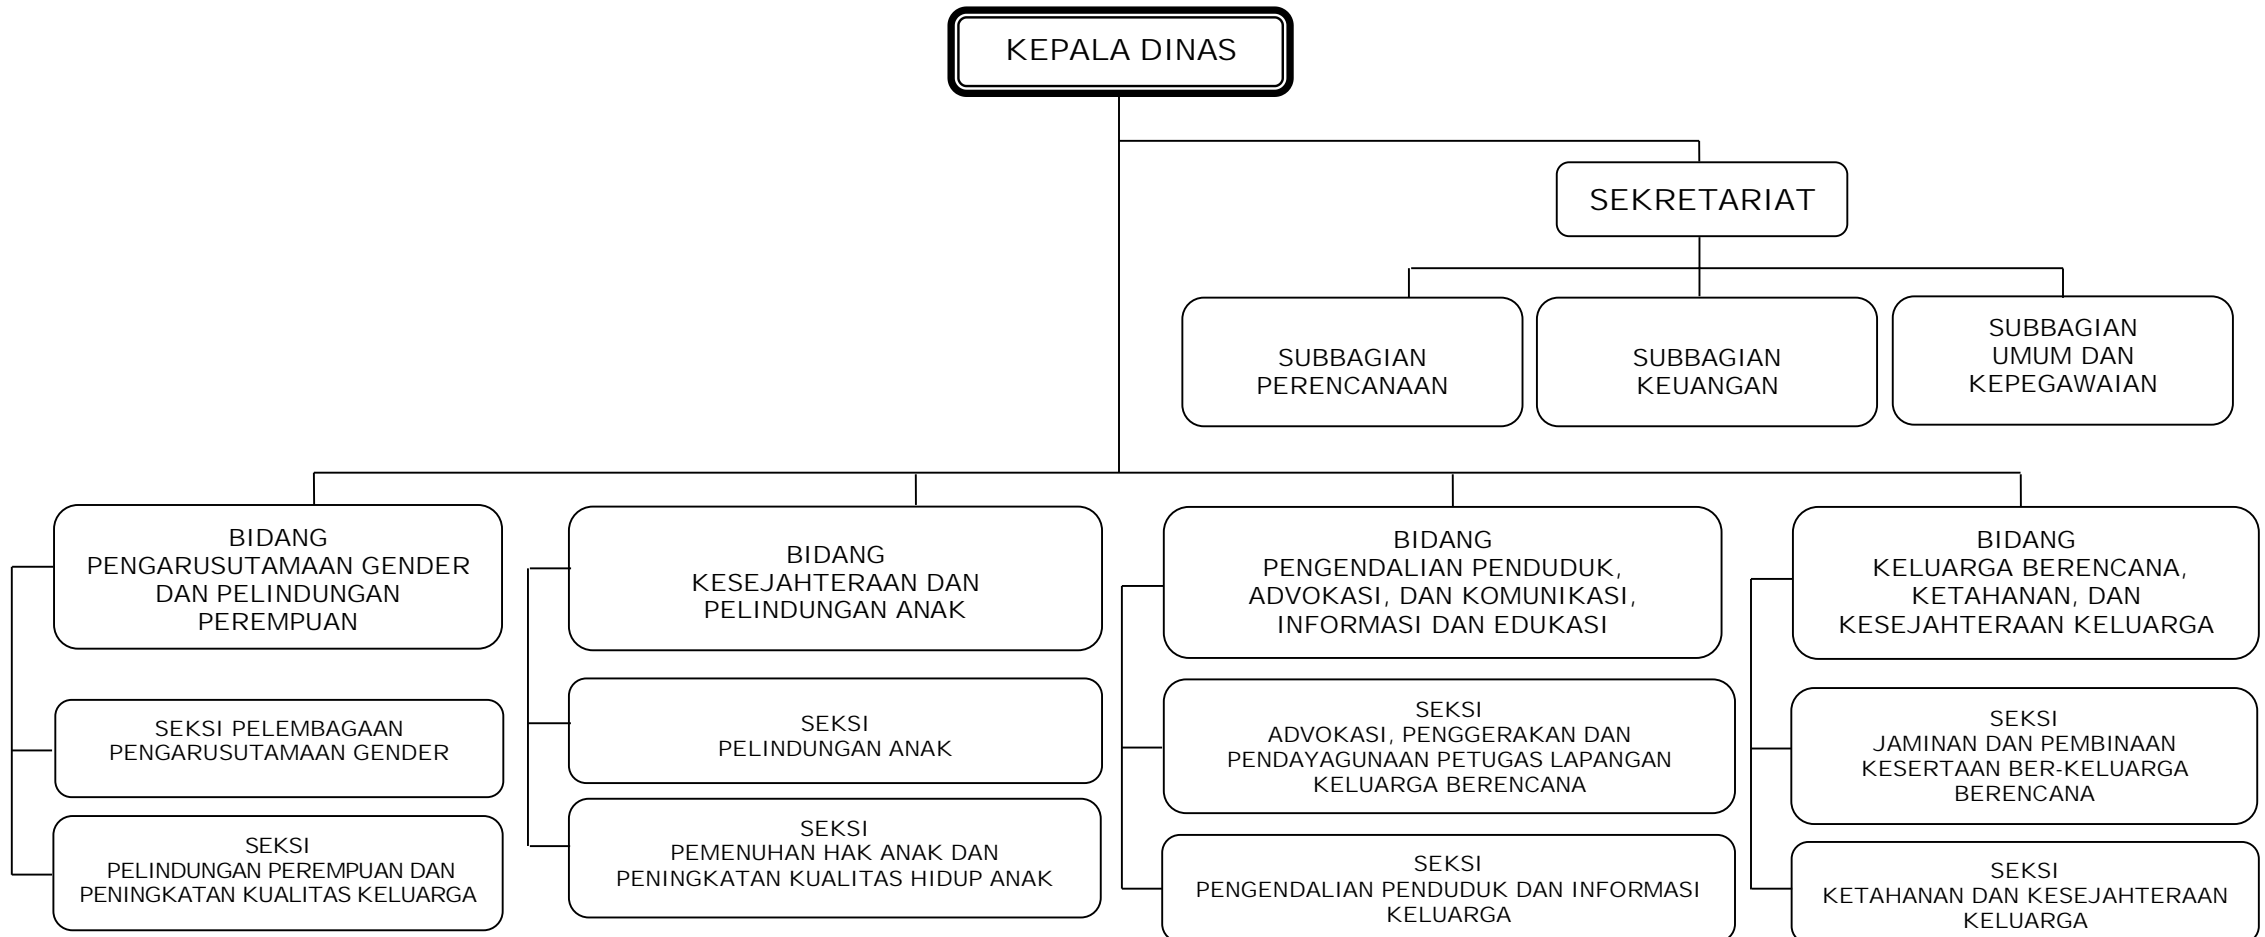 KEPALA DINAS
SEKRETARIAT
SUBBAGIAN
PERENCANAAN
SUBBAGIAN
KEUANGAN
SUBBAGIAN
UMUM DAN
KEPEGAWAIAN
BIDANG
PENGARUSUTAMAAN GENDER
DAN PELINDUNGAN
PEREMPUAN
BIDANG
KESEJAHTERAAN DAN
PELINDUNGAN ANAK
BIDANG
PENGENDALIAN PENDUDUK,
ADVOKASI, DAN KOMUNIKASI,
INFORMASI DAN EDUKASI
BIDANG
KELUARGA BERENCANA,
KETAHANAN, DAN
KESEJAHTERAAN KELUARGA
SEKSI PELEMBAGAAN
PENGARUSUTAMAAN GENDER
SEKSI
PELINDUNGAN ANAK
SEKSI
ADVOKASI, PENGGERAKAN DAN
PENDAYAGUNAAN PETUGAS LAPANGAN
KELUARGA BERENCANA
SEKSI
JAMINAN DAN PEMBINAAN
KESERTAAN BER-KELUARGA
BERENCANA
SEKSI
PELINDUNGAN PEREMPUAN DAN
PENINGKATAN KUALITAS KELUARGA
SEKSI
PEMENUHAN HAK ANAK DAN
PENINGKATAN KUALITAS HIDUP ANAK
SEKSI
PENGENDALIAN PENDUDUK DAN INFORMASI
KELUARGA
SEKSI
KETAHANAN DAN KESEJAHTERAAN
KELUARGA